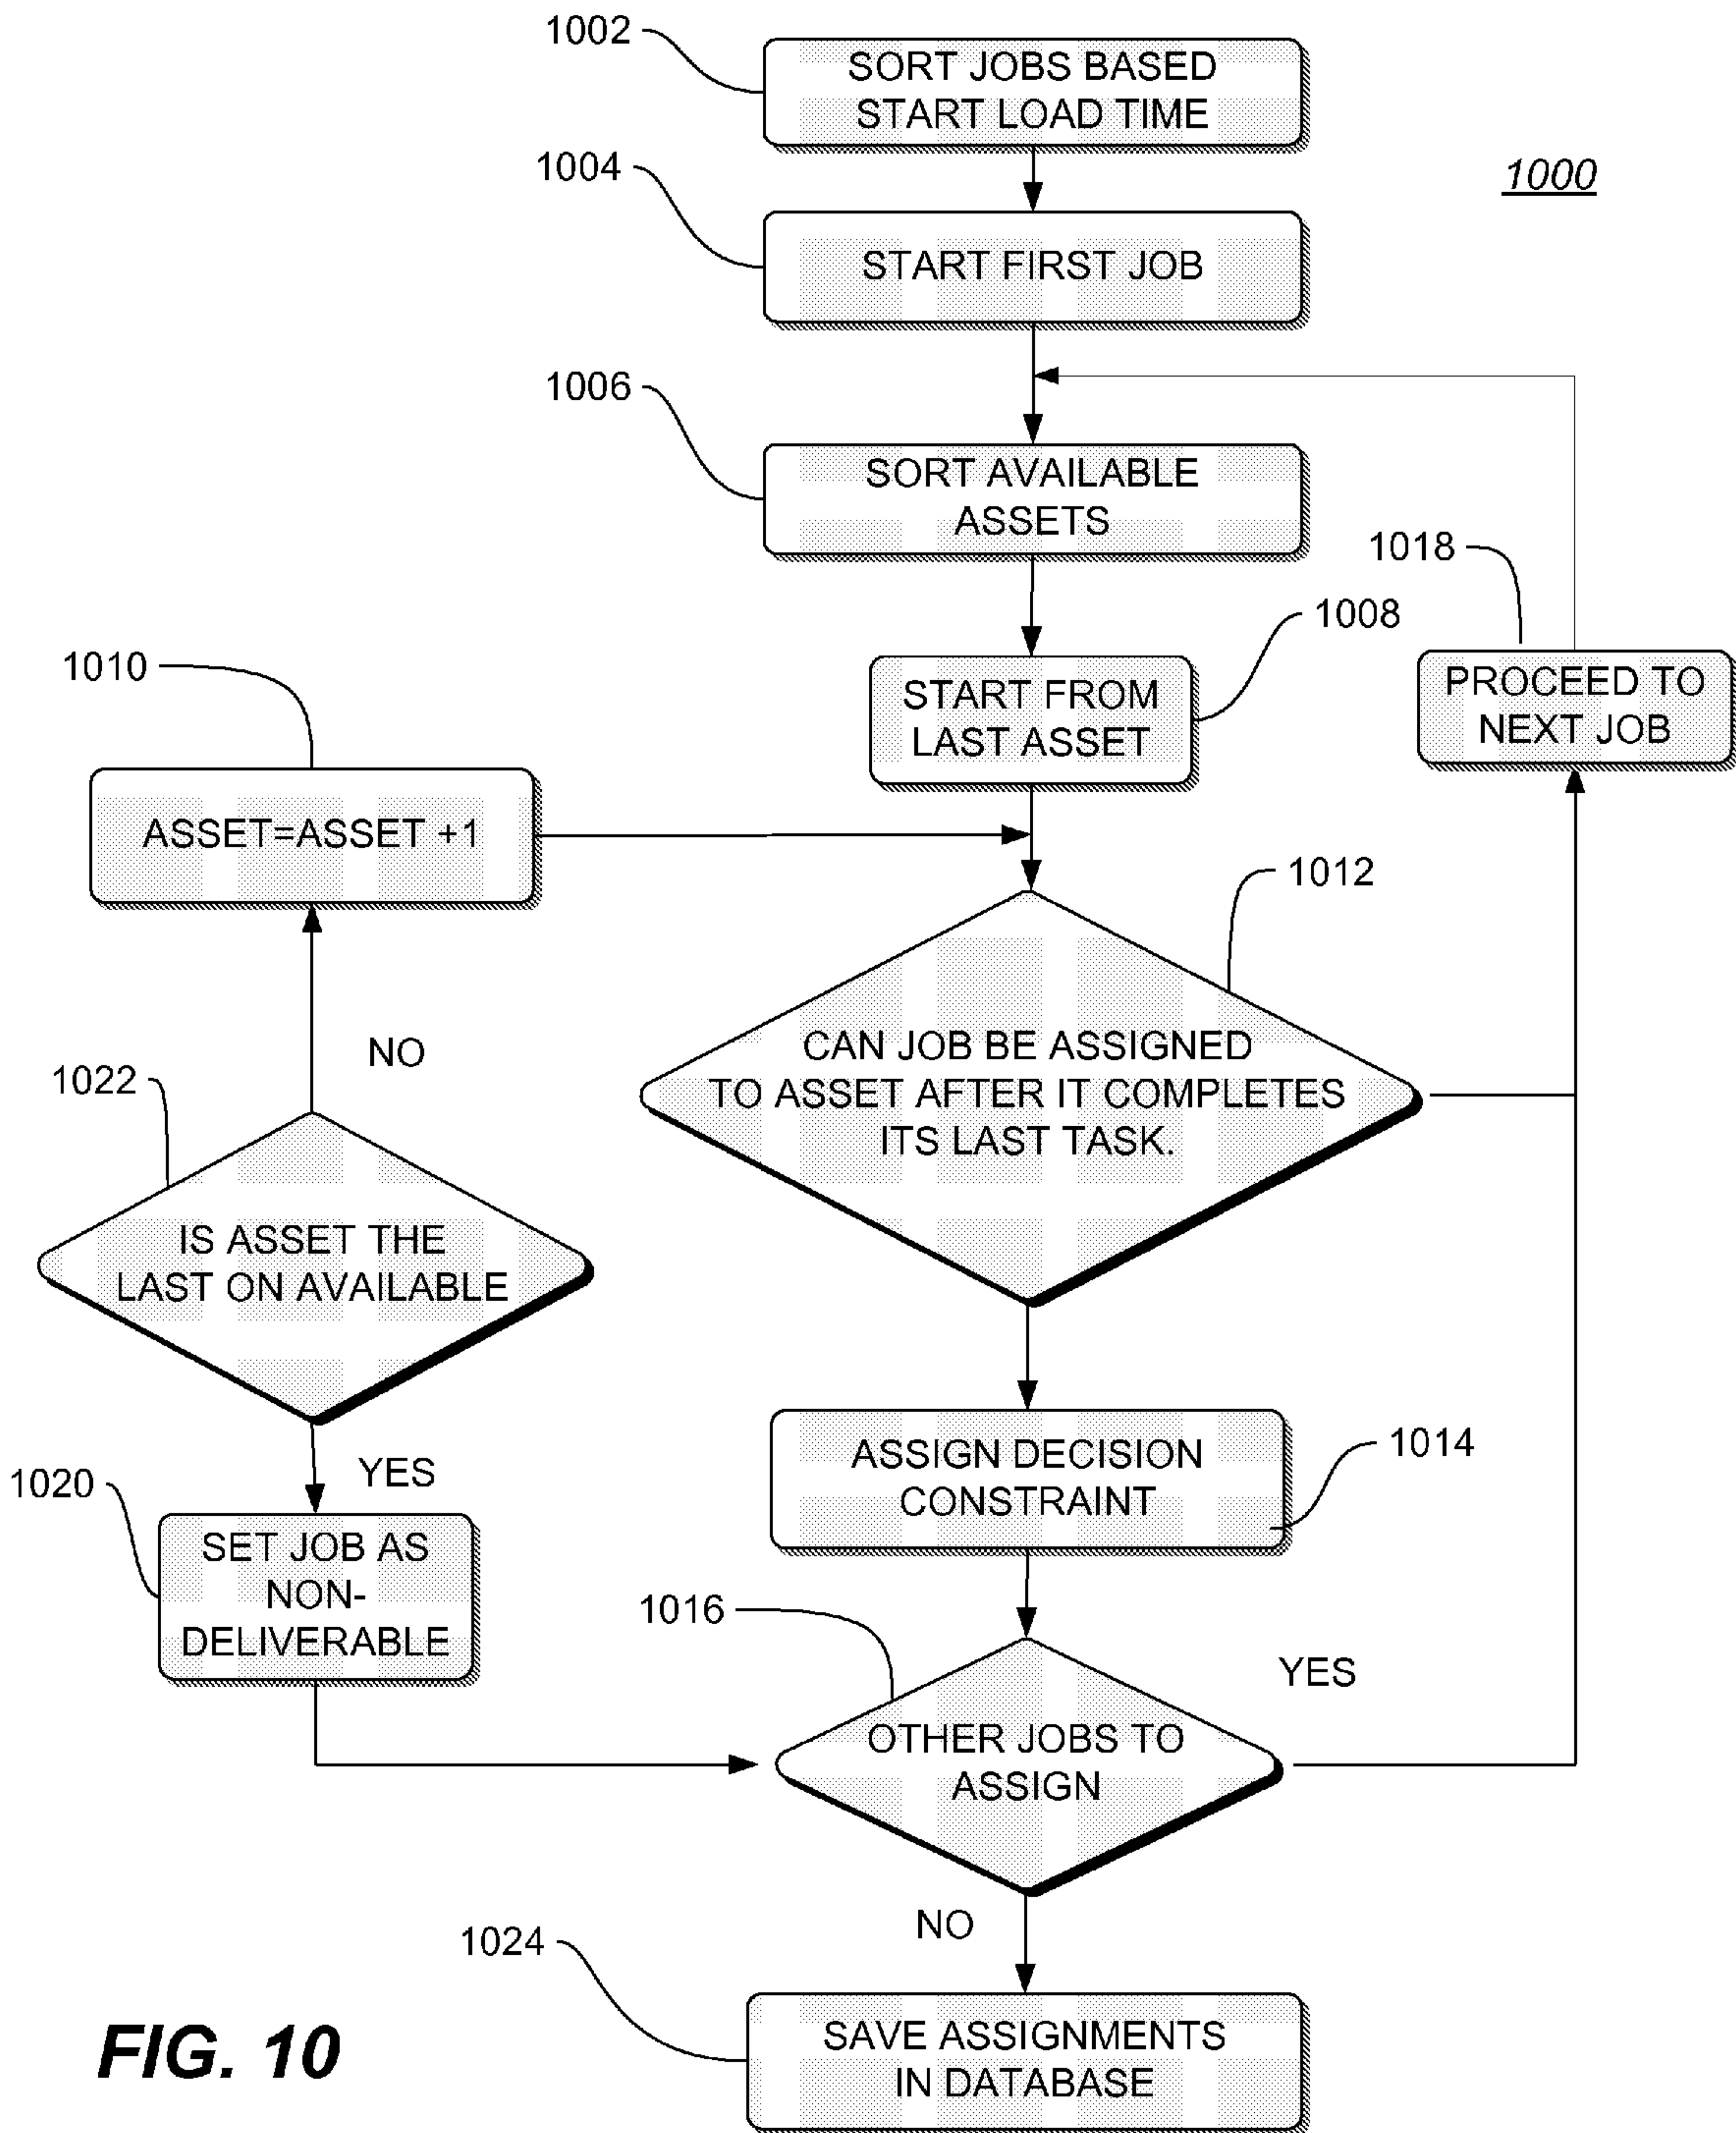 1002
SORT JOBS BASED
START LOAD TIME
1004
1000
START FIRST JOB
1006
SORT AVAILABLE
ASSETS
1018
1008
1010
START FROM
LAST ASSET
PROCEED TO
NEXT JOB
ASSET=ASSET +1
1012
NO
CAN JOB BE ASSIGNED
TO ASSET AFTER IT COMPLETES
ITS LAST TASK.
1022
IS ASSET THE
LAST ON AVAILABLE
YES
1020
ASSIGN DECISION
CONSTRAINT
1014
SET JOB AS
NON-
DELIVERABLE
1016
YES
OTHER JOBS TO
ASSIGN
NO
1024
SAVE ASSIGNMENTS
IN DATABASE
FIG. 10